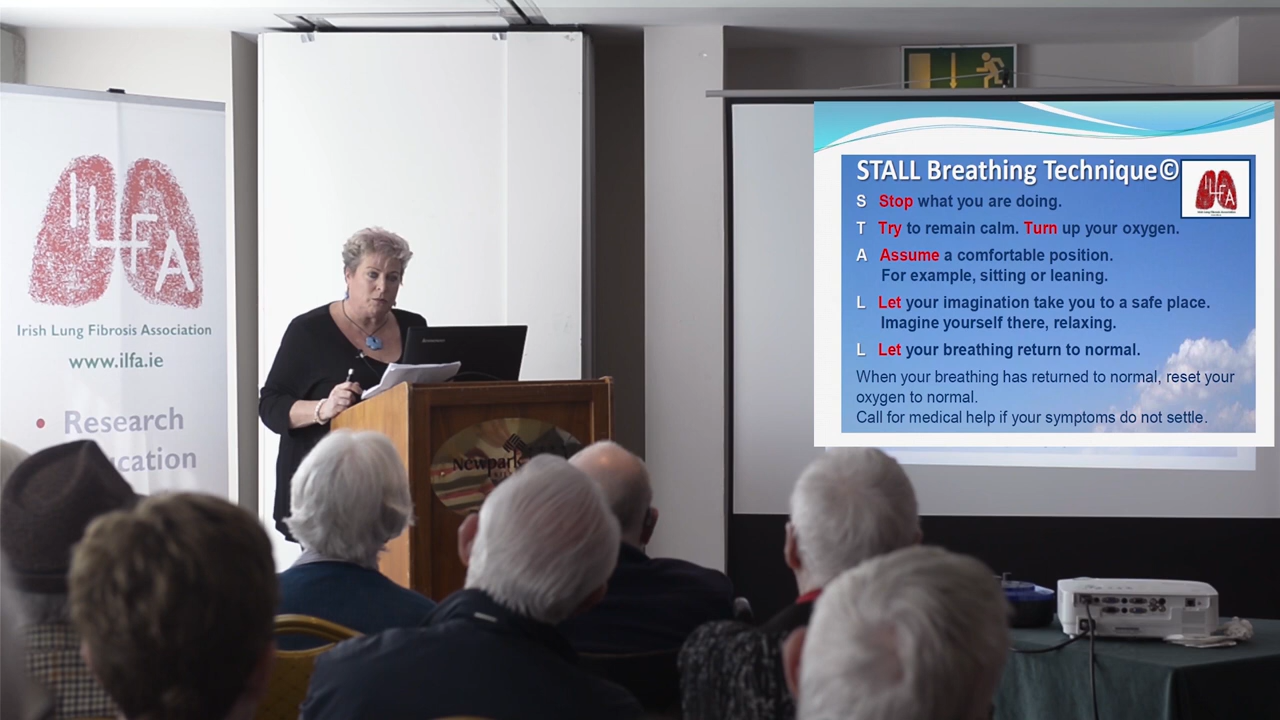 ILFA
Irish Lung Fibrosis Association
www.ilfa.ie
• Research
ucation
Newpark
STALL Breathing Technique©
ILFA
S Stop what you are doing.
T Try to remain calm. Turn up your oxygen.
A Assume a comfortable position.
For example, sitting or leaning.
L Let your imagination take you to a safe place.
Imagine yourself there, relaxing.
L Let your breathing return to normal.
When your breathing has returned to normal, reset your
oxygen to normal.
Call for medical help if your symptoms do not settle.